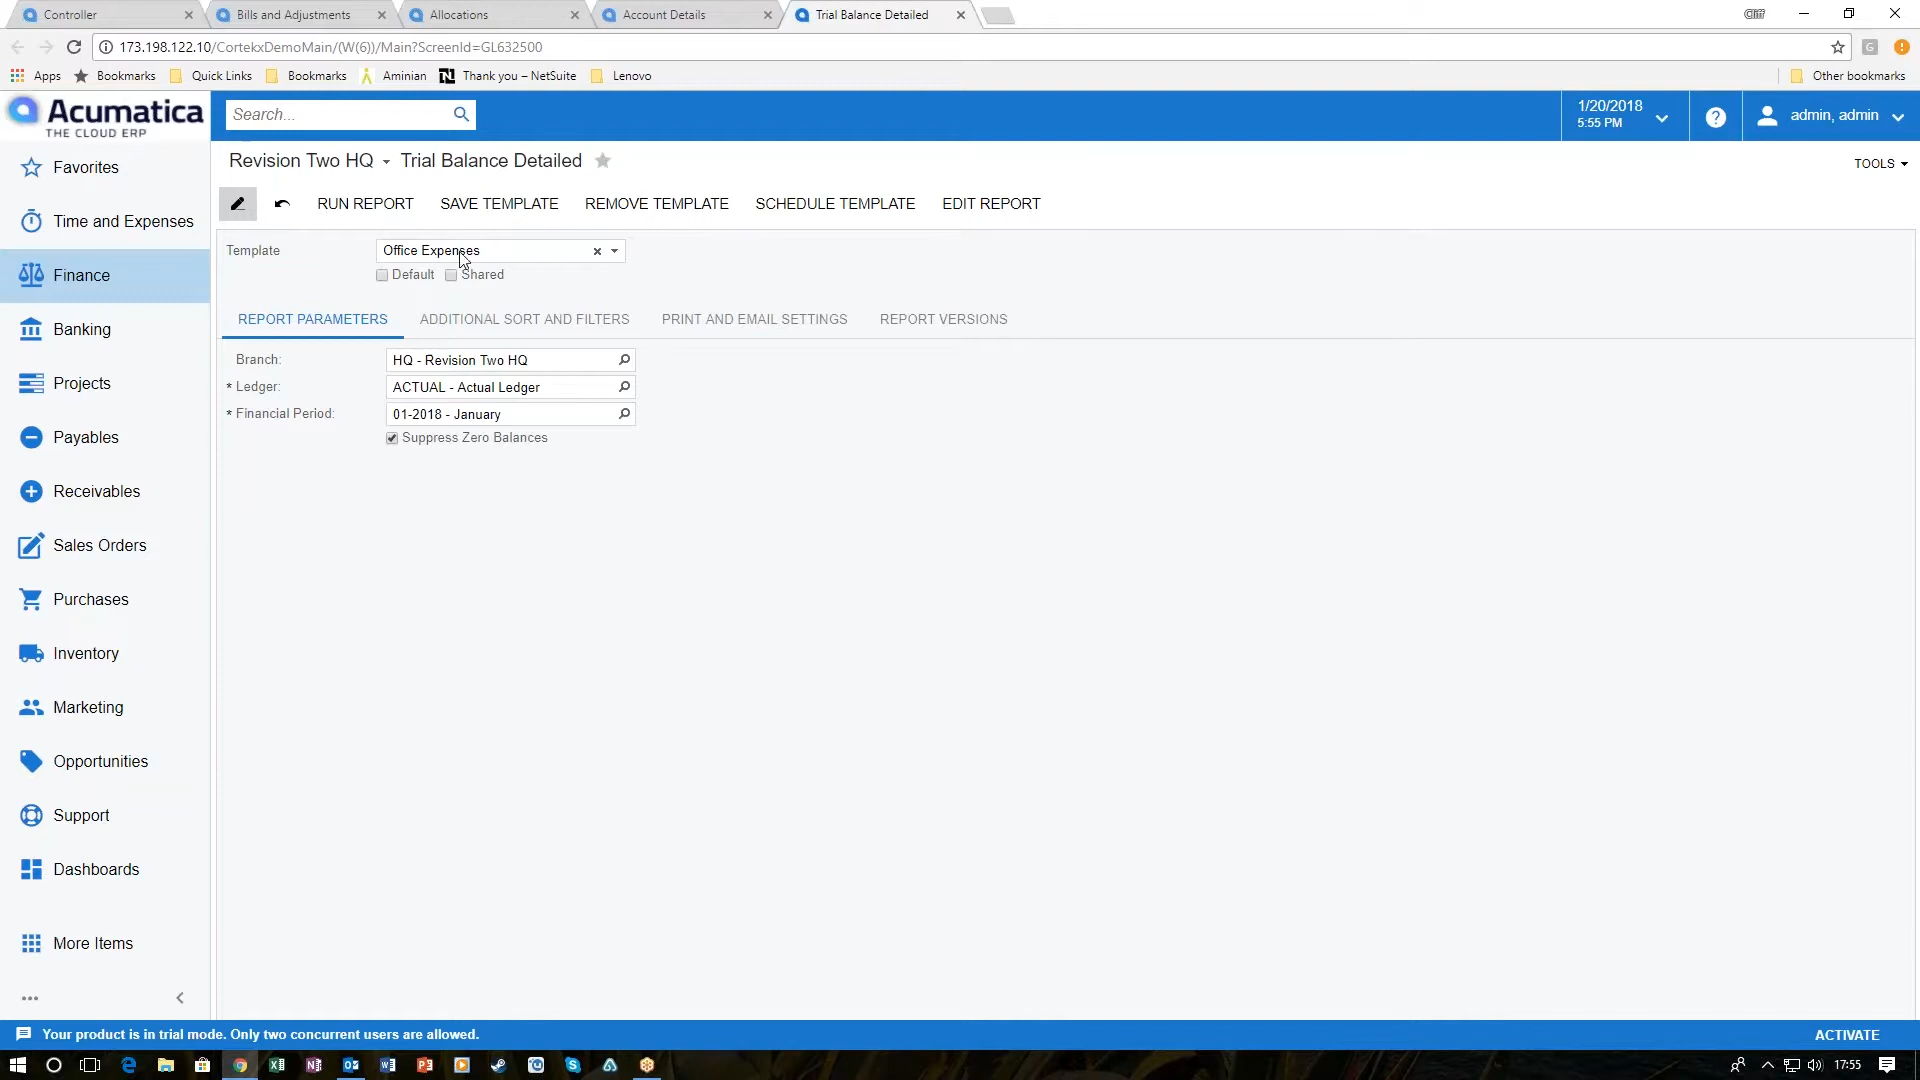 Controller
Bills and Adjustments
Allocations
Account Details
Trial Balance Detailed
Cliff
173.198.122.10/CortekxDemoMain/(W(6))/Main?ScreenId=GL632500
Apps
Bookmarks
Quick Links
Bookmarks
Aminian
Thank you – NetSuite
Lenovo
Other bookmarks
Acumatica
THE CLOUD ERP
Search...
1/20/2018
5:55 PM
admin, admin
Revision Two HQ
Trial Balance Detailed
TOOLS
RUN REPORT
SAVE TEMPLATE
REMOVE TEMPLATE
SCHEDULE TEMPLATE
EDIT REPORT
Template
Office Expenses
Default
Shared
REPORT PARAMETERS
ADDITIONAL SORT AND FILTERS
PRINT AND EMAIL SETTINGS
REPORT VERSIONS
Branch:
HQ - Revision Two HQ
* Ledger:
ACTUAL - Actual Ledger
* Financial Period:
01-2018 - January
Suppress Zero Balances
Favorites
Time and Expenses
Finance
Banking
Projects
Payables
Receivables
Sales Orders
Purchases
Inventory
Marketing
Opportunities
Support
Dashboards
More Items
Your product is in trial mode. Only two concurrent users are allowed.
ACTIVATE
17:55